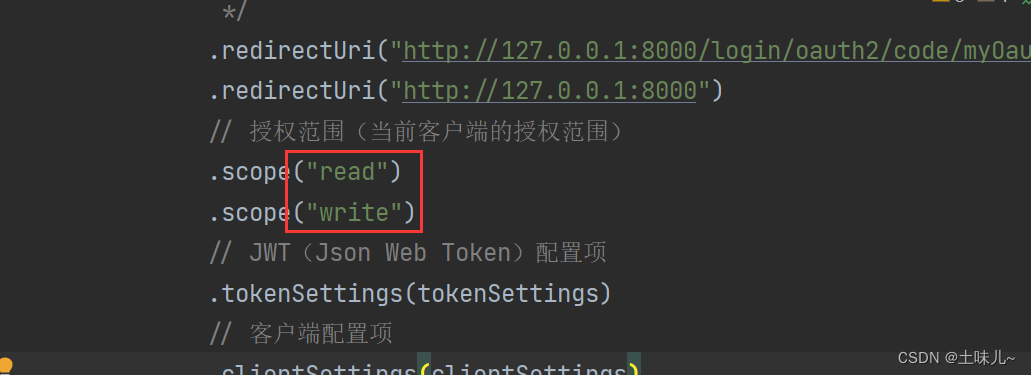 */
.redirectUri("http://127.0.0.1:8000/login/oauth2/code/myOau
.redirectUri("http://127.0.0.1:8000")
// 授权范围（当前客户端的授权范围）
.scope("read")
.scope("write")
// JWT（Json Web Token）配置项
.tokenSettings(tokenSettings)
// 客户端配置项
.clientSettings(clientSettings)
CSDN @土味儿~